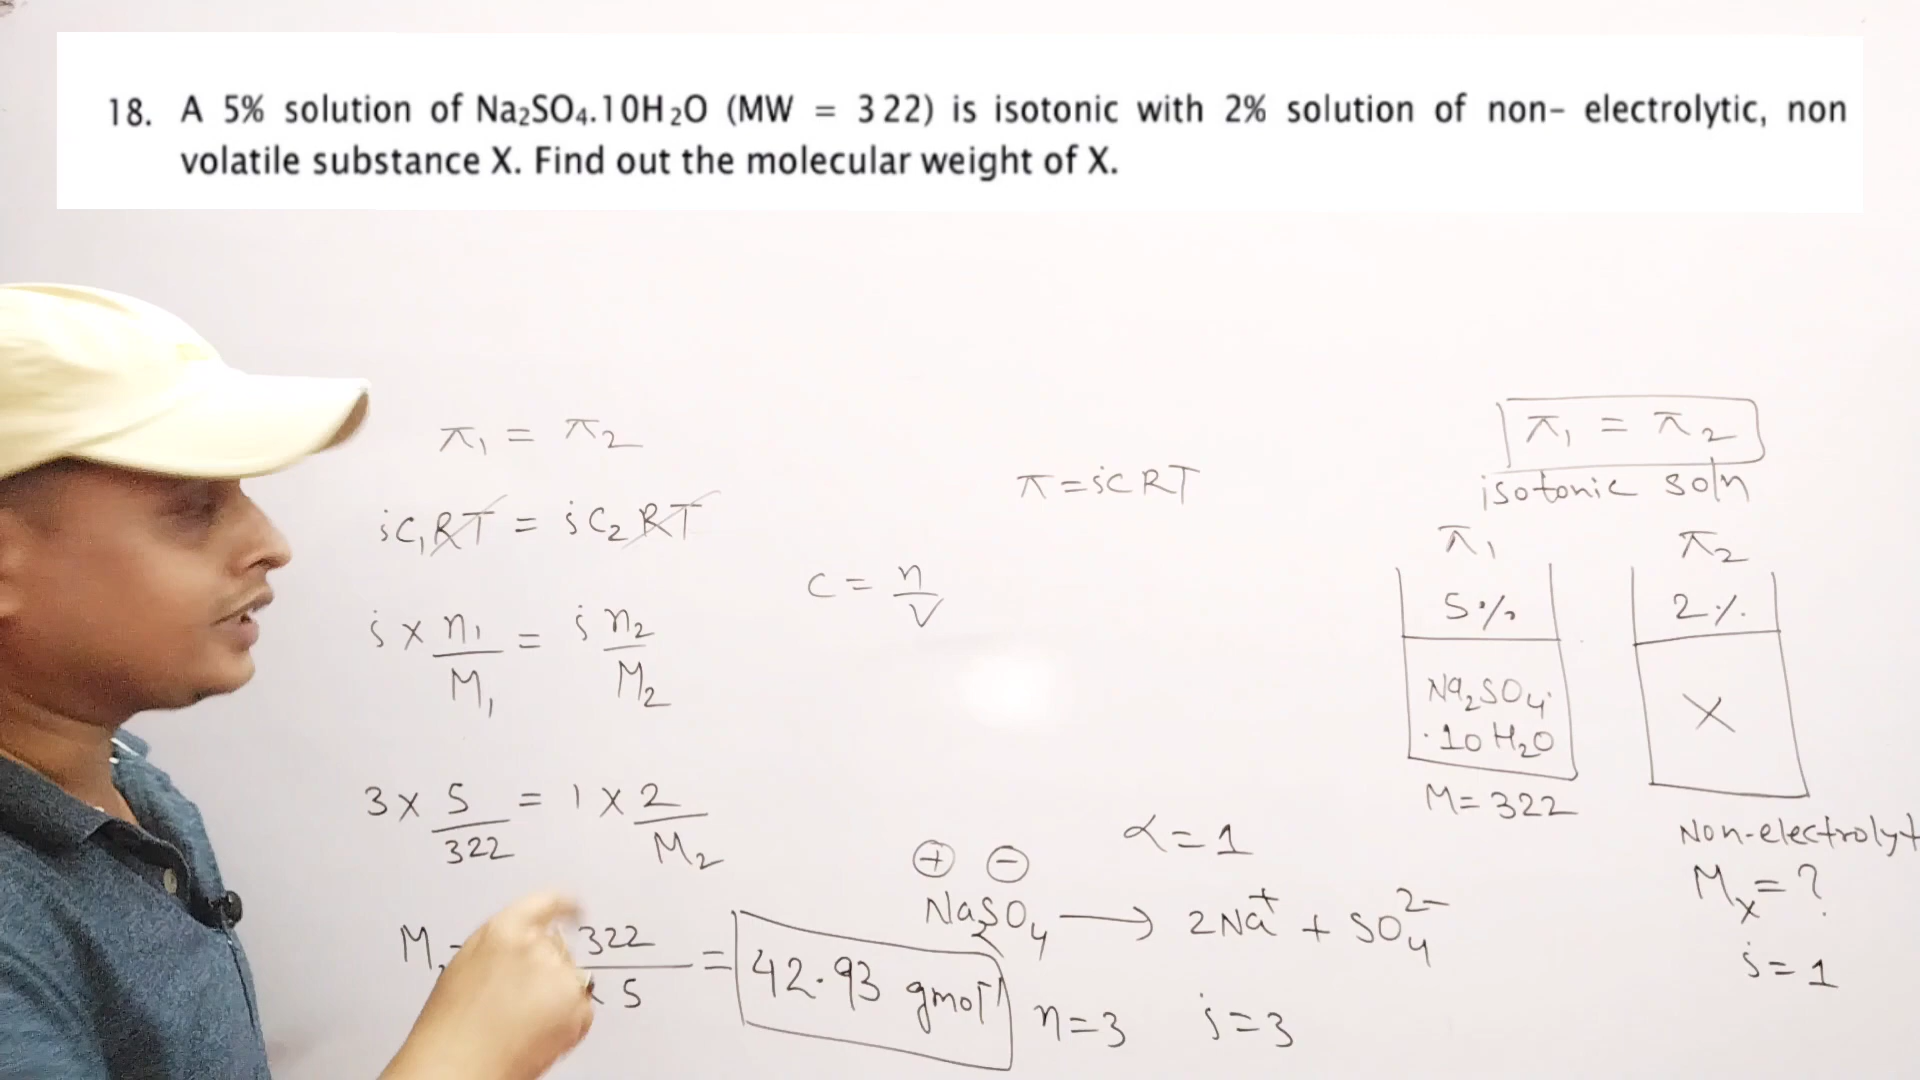 18. A 5% solution of Na₂SO₄.10H₂O (MW = 322) is isotonic with 2% solution of non- electrolytic, non
volatile substance X. Find out the molecular weight of X.
π₁ = π₂
iC₁RT = iC₂RT
i × n₁/M₁ = i n₂/M₂
3 × 5/322 = 1 × 2/M₂
322
5
= 42.93 gmol⁻¹
π = iCRT
C = n/V
⊕ ⊖
α = 1
Na₂SO₄ → 2Na⁺ + SO₄²⁻
n = 3 i = 3
π₁ = π₂
isotonic soln
π₁
5%
Na₂SO₄.
.10H₂O
M = 322
π₂
2%
X
Non-electrolyt
Mₓ = ?
i = 1